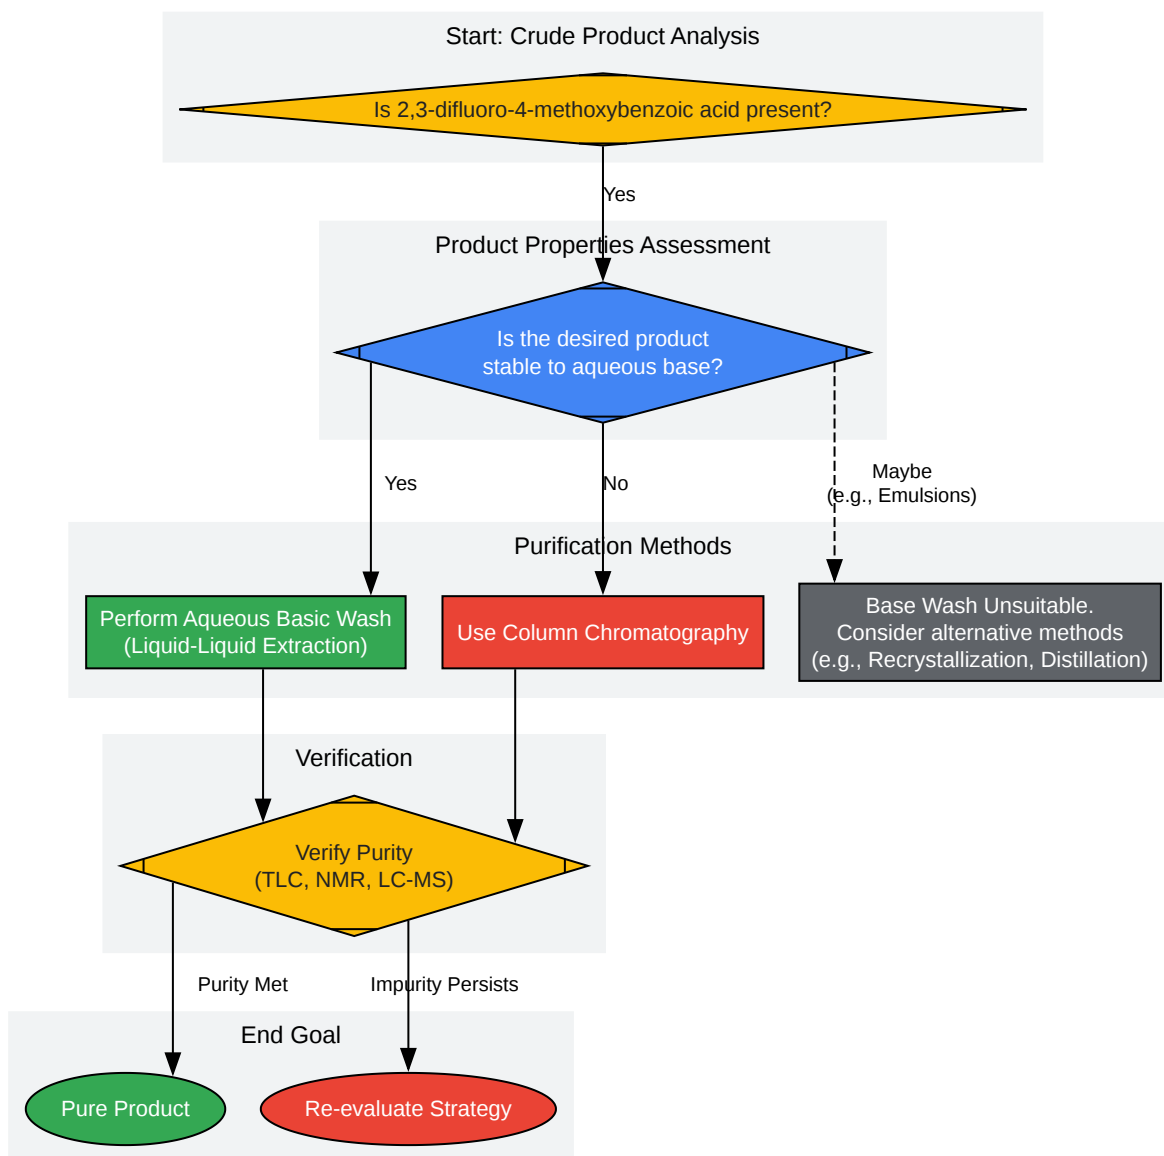 Start: Crude Product Analysis
Is 2,3-difluoro-4-methoxybenzoic acid present?
Yes
Product Properties Assessment
Is the desired product
stable to aqueous base?
Yes
No
Maybe
(e.g., Emulsions)
Purification Methods
Perform Aqueous Basic Wash
(Liquid-Liquid Extraction)
Use Column Chromatography
Base Wash Unsuitable.
Consider alternative methods
(e.g., Recrystallization, Distillation)
Verification
Verify Purity
(TLC, NMR, LC-MS)
Purity Met
Impurity Persists
End Goal
Pure Product
Re-evaluate Strategy